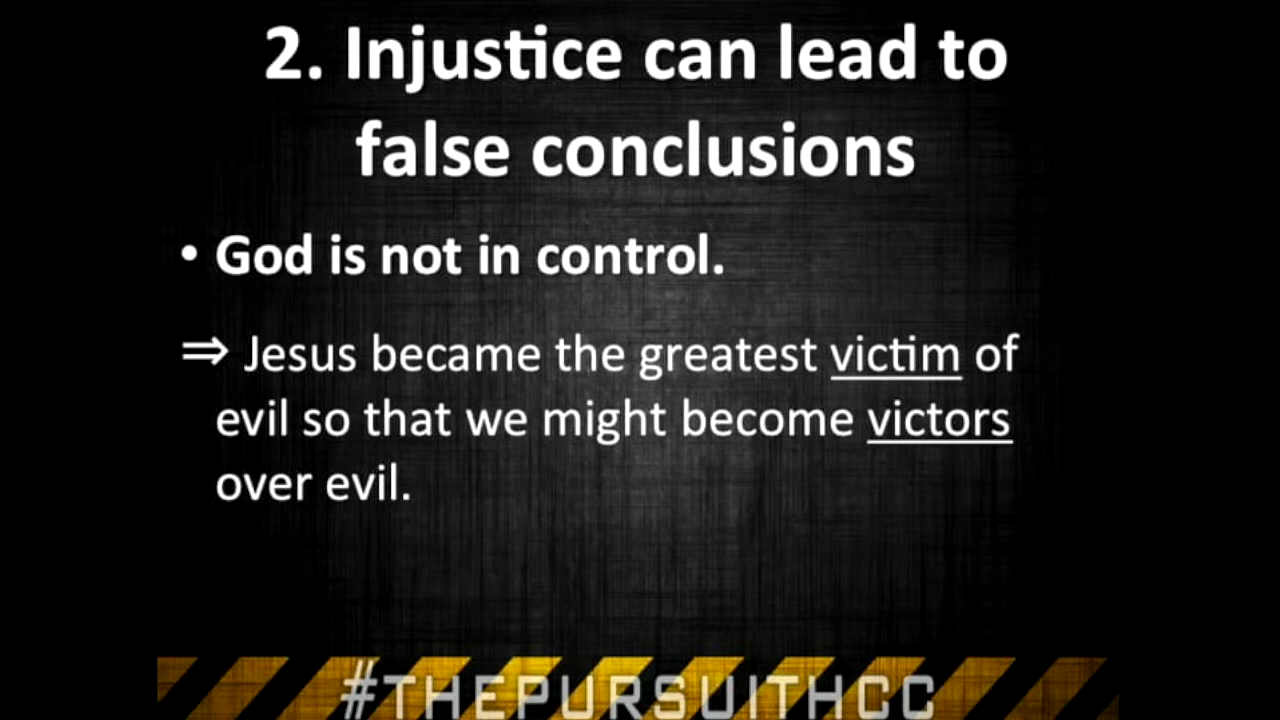 2. Injustice can lead to
false conclusions
• God is not in control.
⇒ Jesus became the greatest victim of
evil so that we might become victors
over evil.
#THEPURSUITHCC